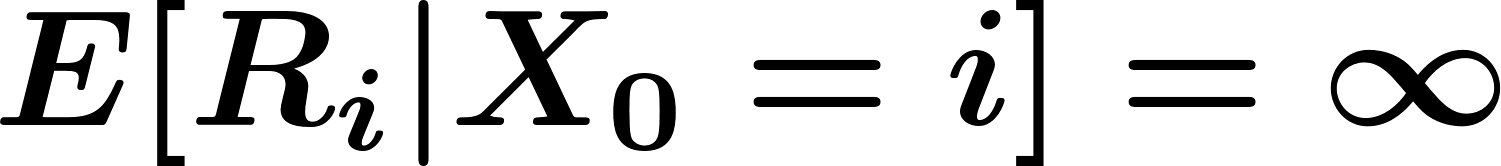 E[R_i|X_0 = i] = ∞